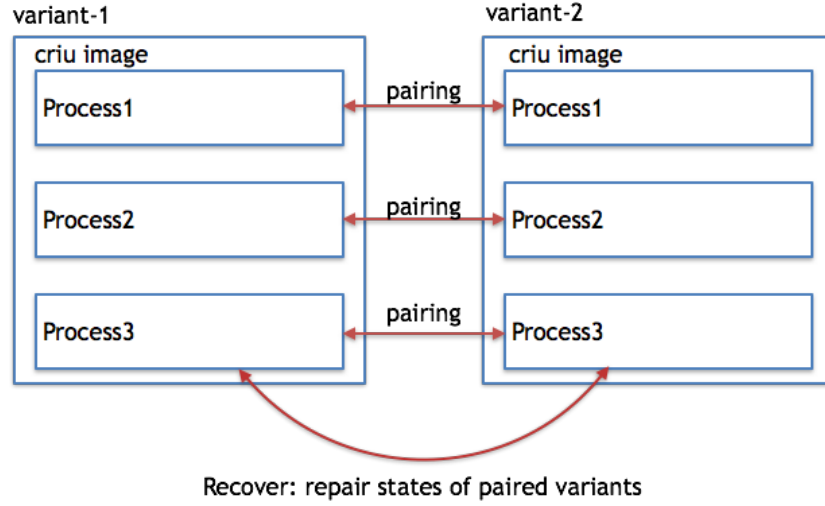 variant-1
variant-2
criu image
criu image
Process1
pairing
Process1
Process2
pairing
Process2
Process3
pairing
Process3
Recover: repair states of paired variants